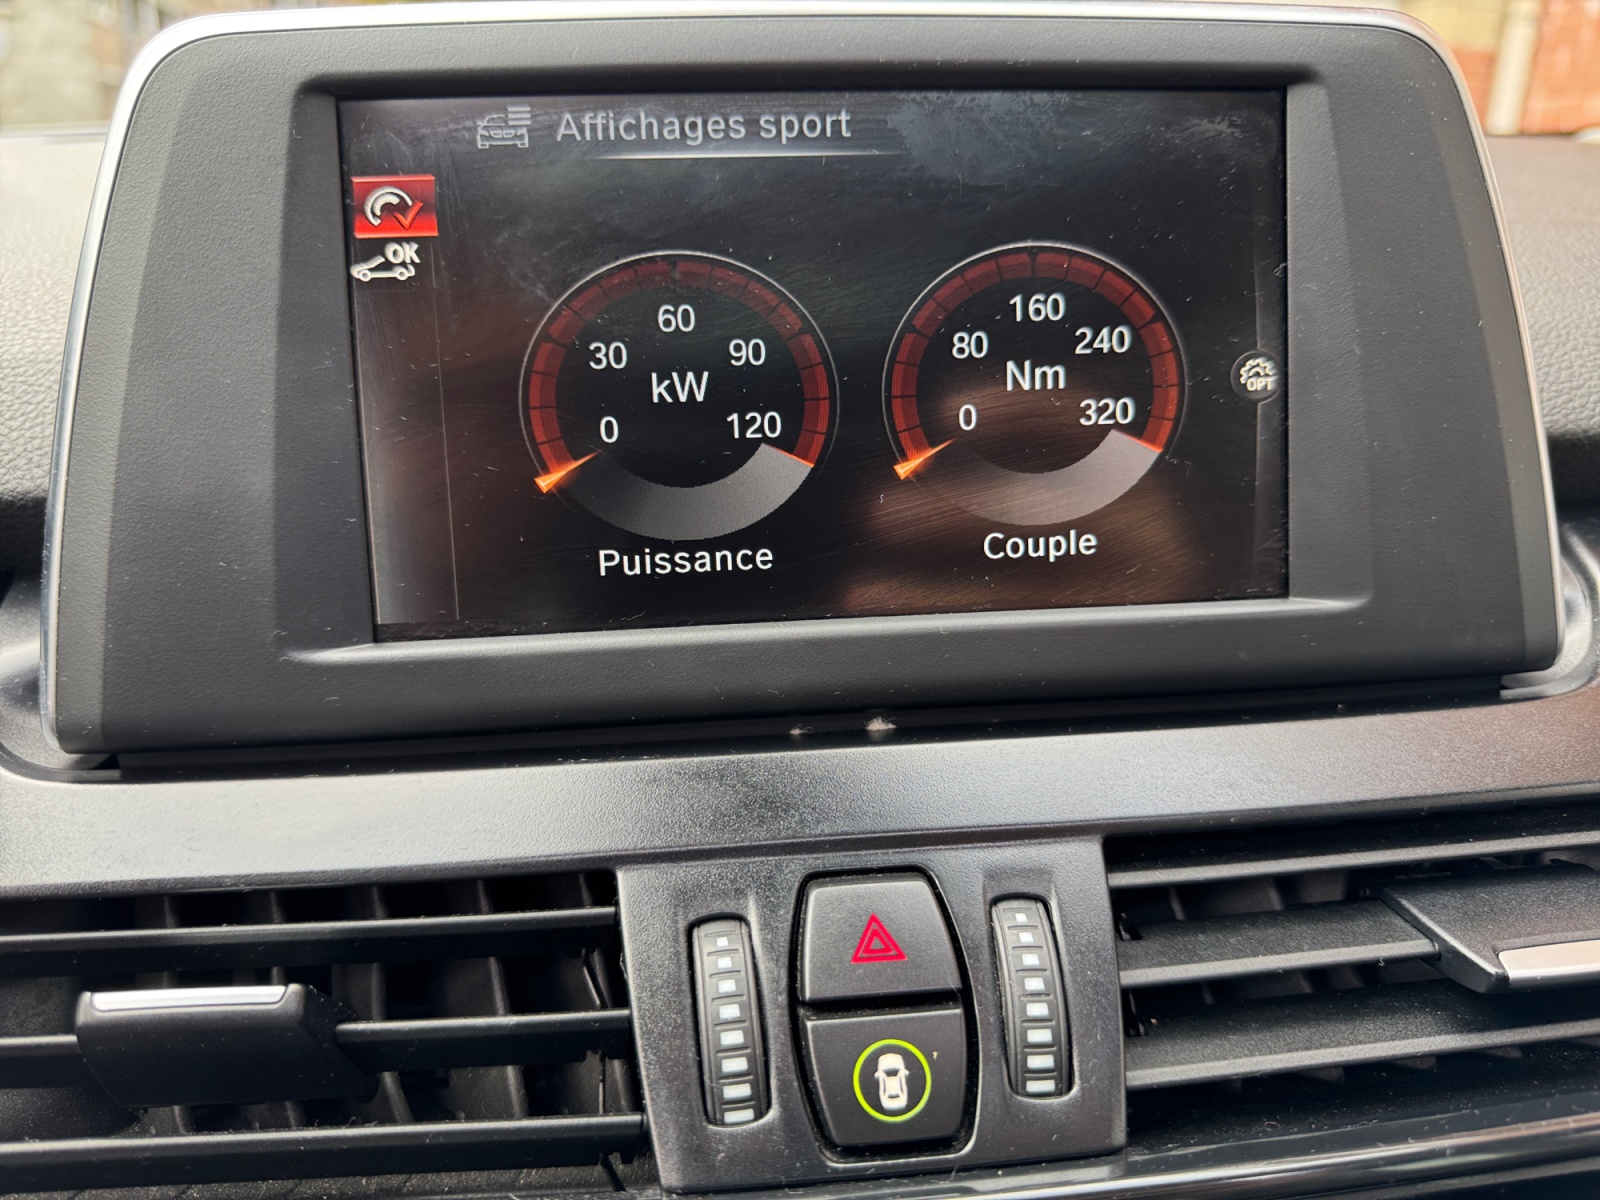 Affichages sport
OK
60
30
90
kW
0
120
Puissance
160
80
240
Nm
0
320
Couple
OPT